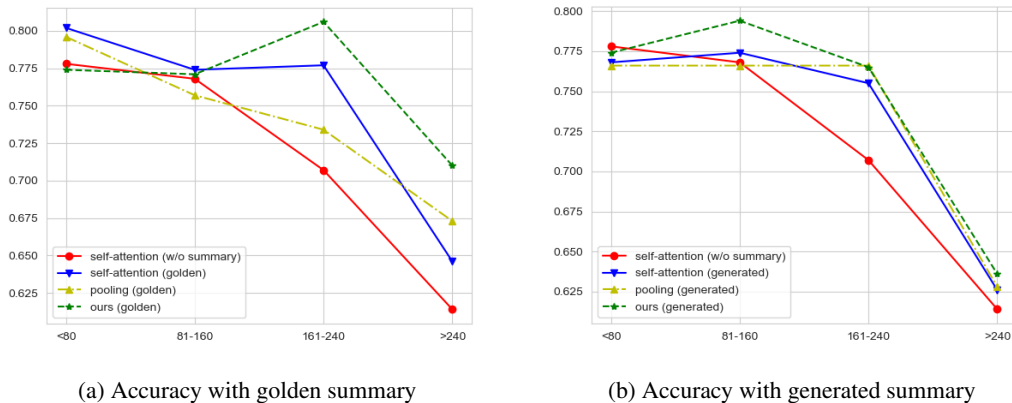 0.800
0.775
0.750
0.725
0.700
0.675
0.650
0.625
self-attention (w/o summary)
self-attention (golden)
pooling (golden)
ours (golden)
<80
81-160
161-240
>240
(a) Accuracy with golden summary
0.800
0.775
0.750
0.725
0.700
0.675
0.650
0.625
self-attention (w/o summary)
self-attention (generated)
pooling (generated)
ours (generated)
<80
81-160
161-240
>240
(b) Accuracy with generated summary